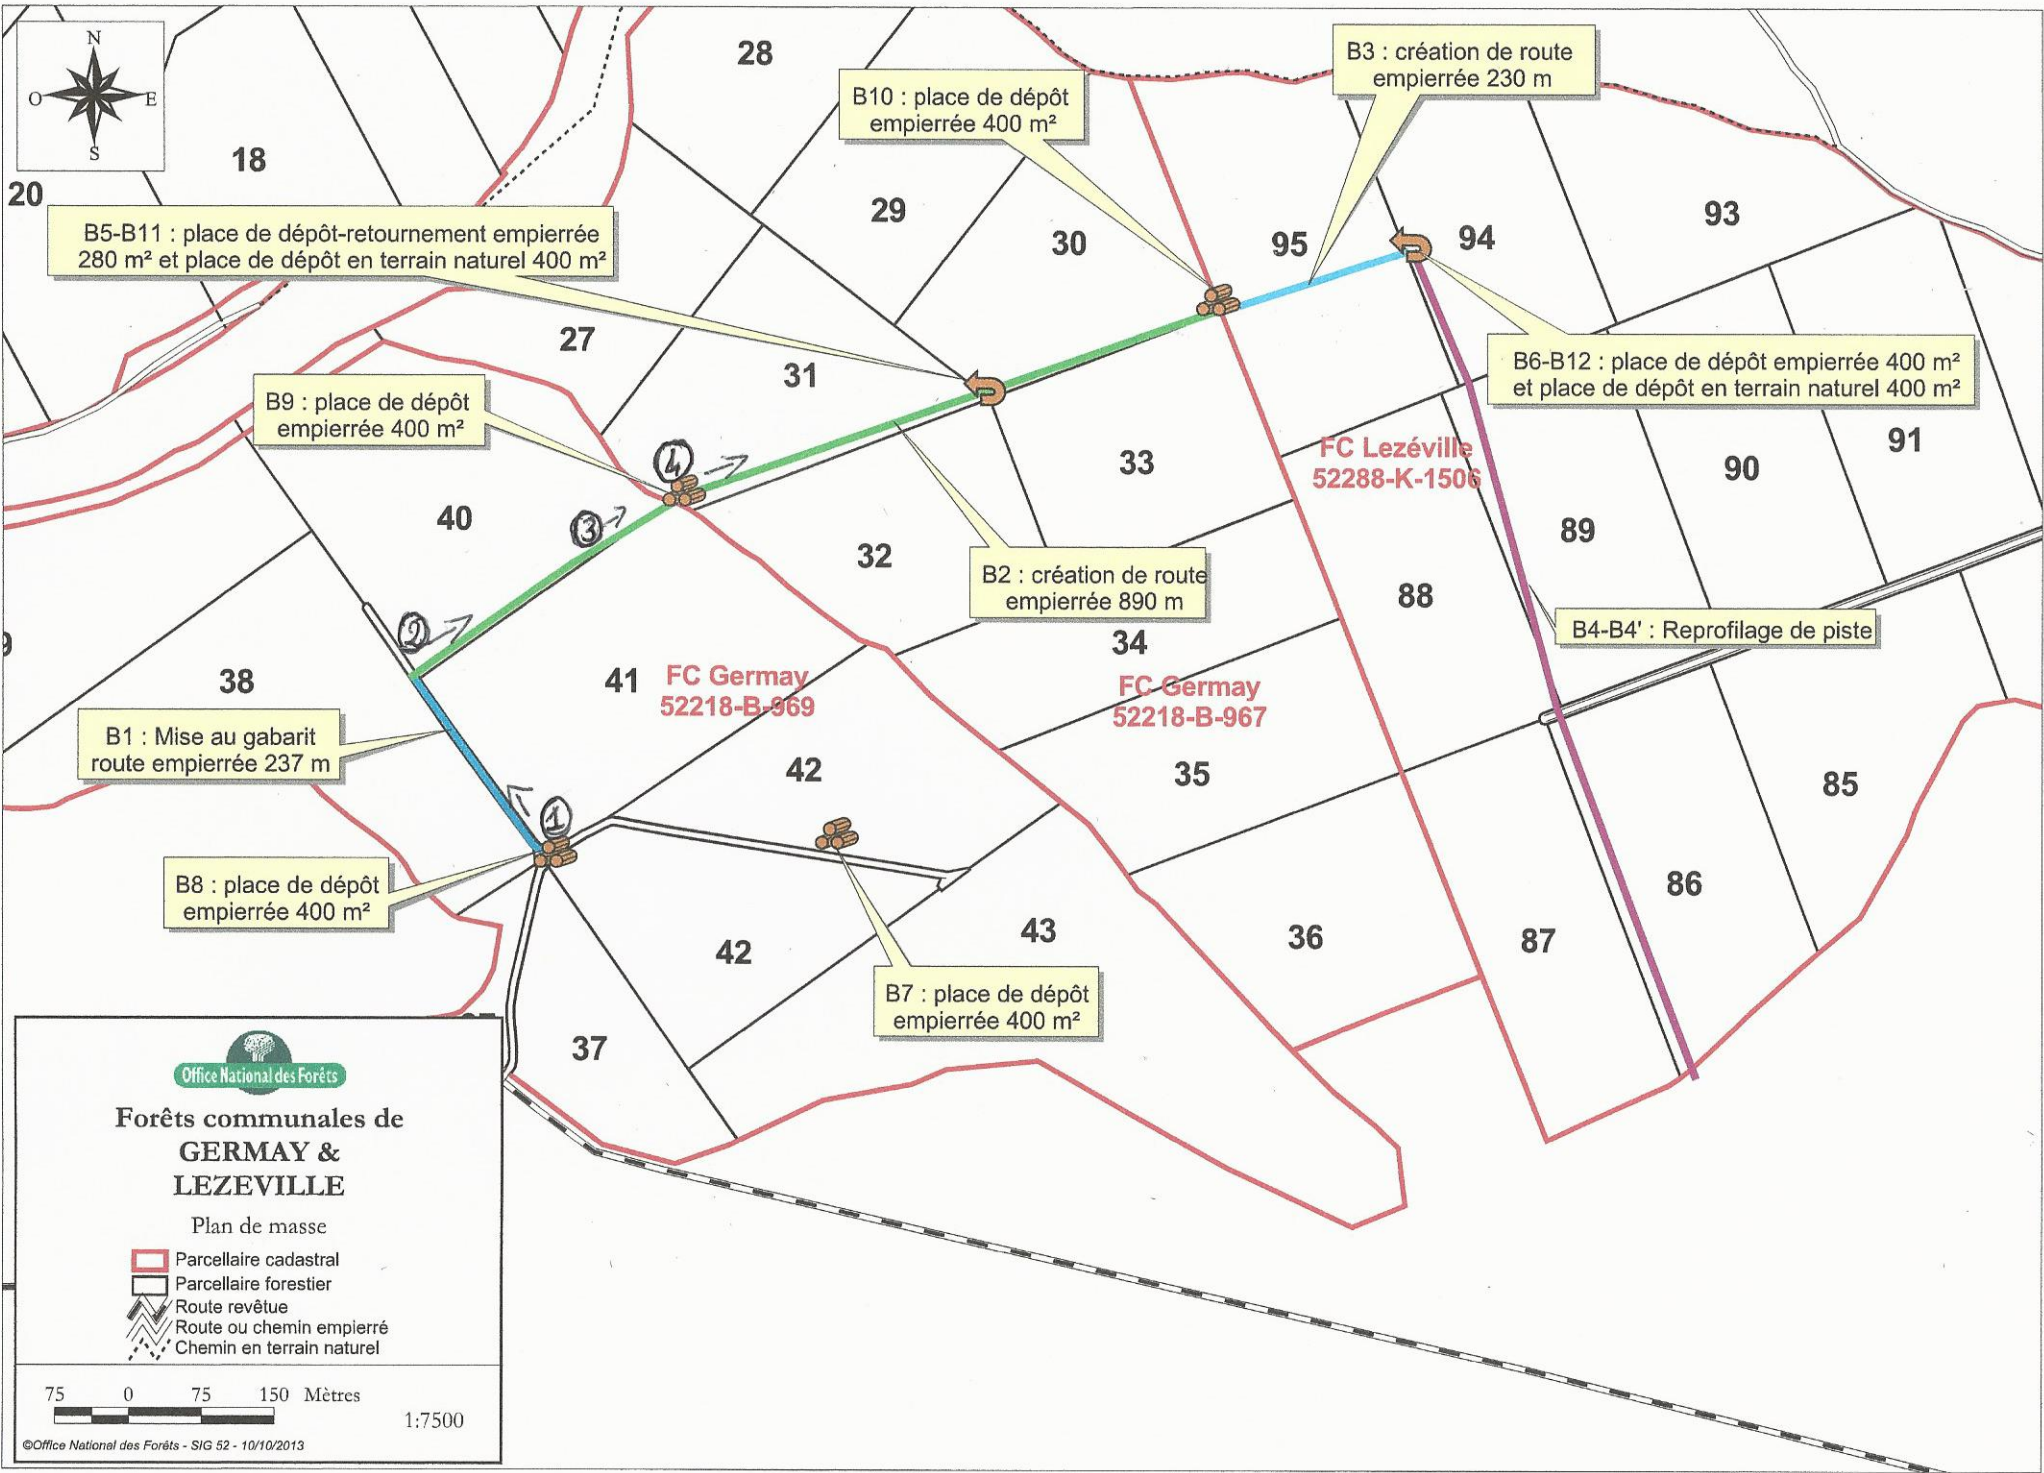 N
O
E
S
28
B10 : place de dépôt
empierrée 400 m²
B3 : création de route
empierrée 230 m
18
20
29
30
95
94
93
B5-B11 : place de dépôt-retournement empierrée
280 m² et place de dépôt en terrain naturel 400 m²
27
31
B6-B12 : place de dépôt empierrée 400 m²
et place de dépôt en terrain naturel 400 m²
B9 : place de dépôt
empierrée 400 m²
4
33
FC Lezéville
52288-K-1506
90
91
40
3
32
89
B2 : création de route
empierrée 890 m
88
2
34
B4-B4' : Reprofilage de piste
38
41
FC Germay
52218-B-969
FC Germay
52218-B-967
B1 : Mise au gabarit
route empierrée 237 m
42
35
85
1
B8 : place de dépôt
empierrée 400 m²
86
42
43
36
87
B7 : place de dépôt
empierrée 400 m²
37
Office National des Forêts
Forêts communales de
GERMAY &
LEZEVILLE
Plan de masse
Parcellaire cadastral
Parcellaire forestier
Route revêtue
Route ou chemin empierré
Chemin en terrain naturel
75 0 75 150 Mètres
1:7500
©Office National des Forêts - SIG 52 - 10/10/2013